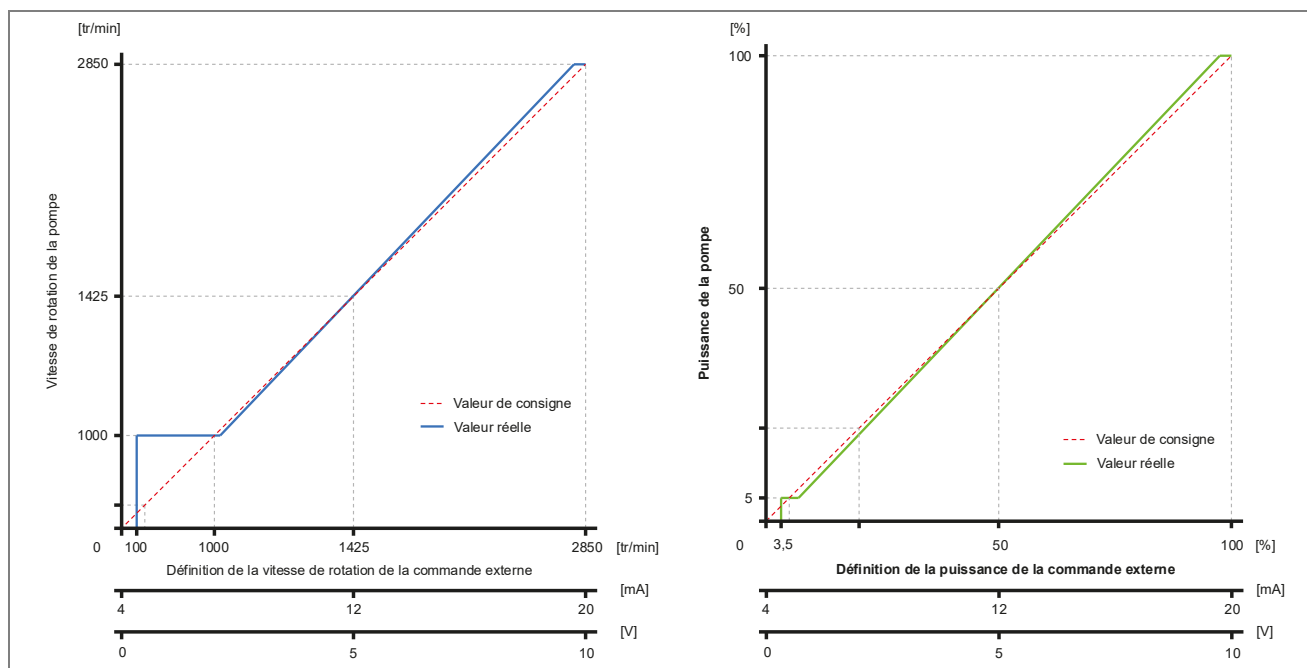 [tr/min]
2850
1425
1000
Vitesse de rotation de la pompe
Valeur de consigne
Valeur réelle
0 100 1000 1425 2850 [tr/min]
Définition de la vitesse de rotation de la commande externe
[mA]
4 12 20
[V]
0 5 10
[%]
100
50
5
Puissance de la pompe
Valeur de consigne
Valeur réelle
0 3,5 50 100 [%]
Définition de la puissance de la commande externe
[mA]
4 12 20
[V]
0 5 10